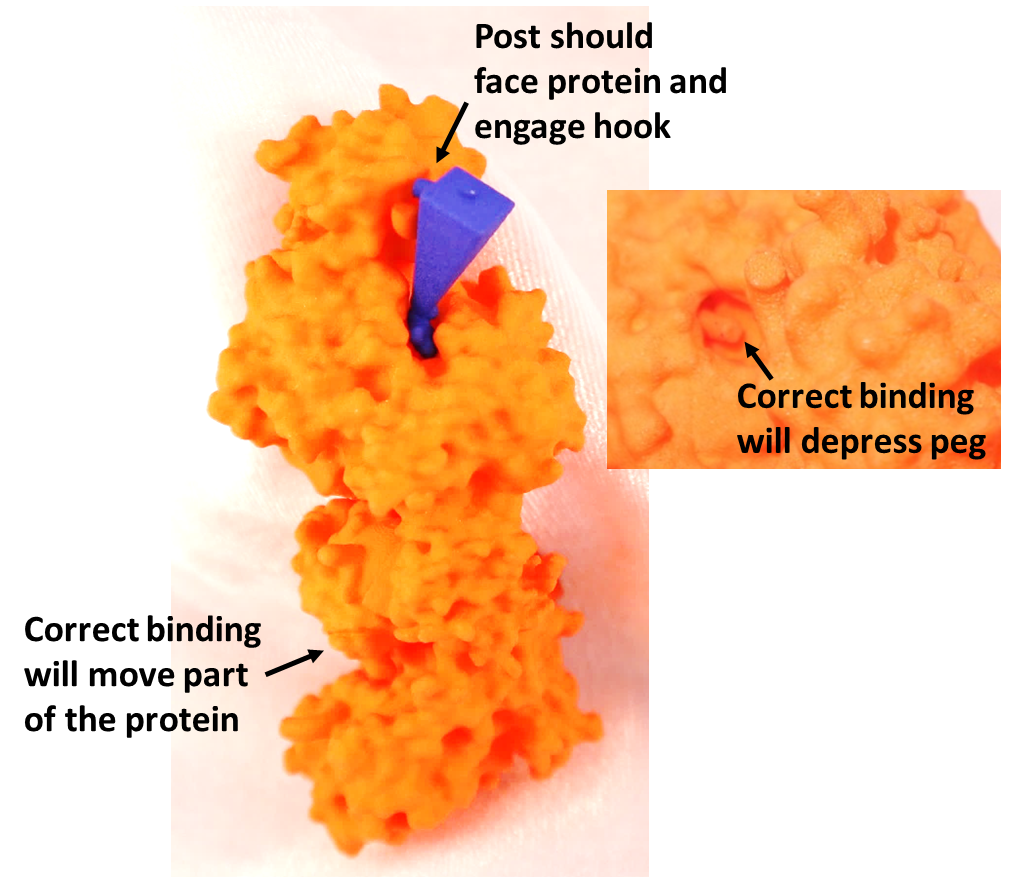 Post should
face protein and
engage hook
Correct binding
will depress peg
Correct binding
will move part
of the protein